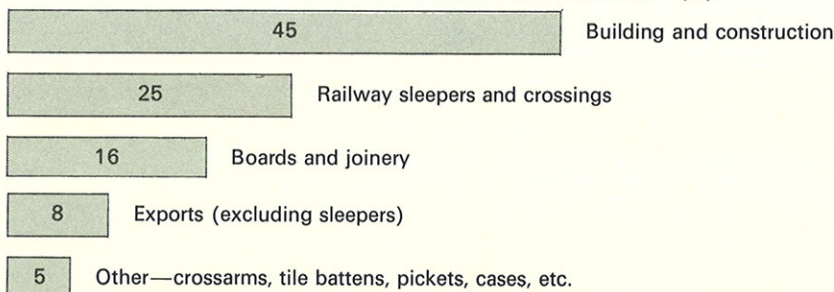 45 Building and construction
25 Railway sleepers and crossings
16 Boards and joinery
8 Exports (excluding sleepers)
5 Other—crossarms, tile battens, pickets, cases, etc.